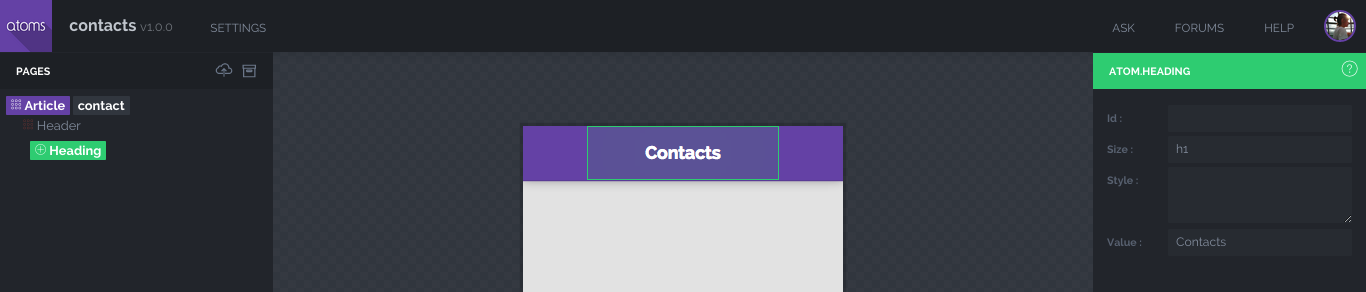 atoms contacts v1.0.0 SETTINGS ASK FORUMS HELP
PAGES
Article contact
Header
Heading
Contacts
ATOM.HEADING ?
Id :
Size : h1
Style :
Value : Contacts